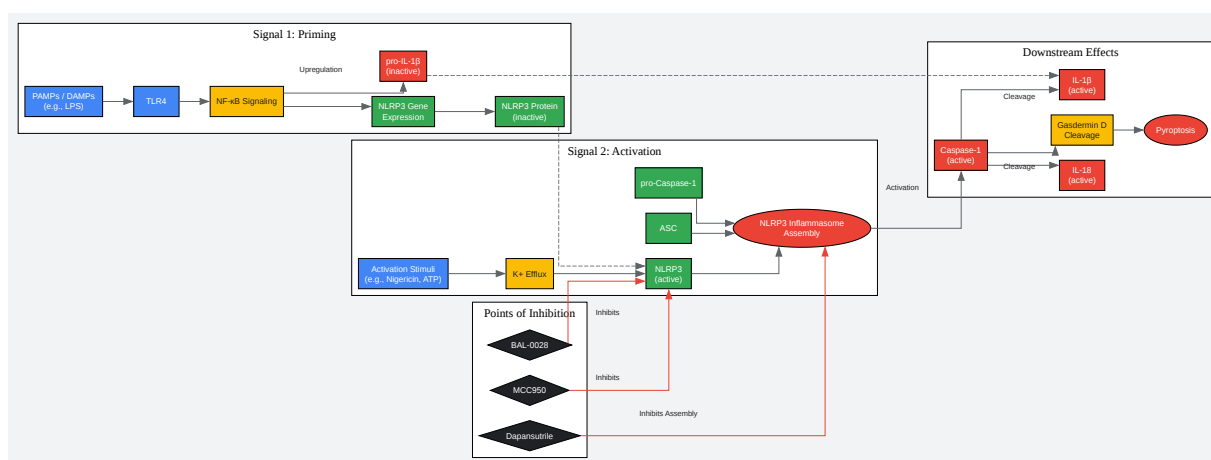 Signal 1: Priming
PAMPs / DAMPs
(e.g., LPS)
TLR4
NF-κB Signaling
Upregulation
pro-IL-1β
(inactive)
NLRP3 Gene
Expression
NLRP3 Protein
(inactive)
Signal 2: Activation
pro-Caspase-1
ASC
NLRP3 Inflammasome
Assembly
Activation Stimuli
(e.g., Nigericin, ATP)
K+ Efflux
NLRP3
(active)
Activation
Downstream Effects
IL-1β
(active)
Cleavage
Gasdermin D
Cleavage
Pyroptosis
Caspase-1
(active)
Cleavage
IL-18
(active)
Points of Inhibition
Inhibits
BAL-0028
Inhibits
MCC950
Inhibits Assembly
Dapansutrile